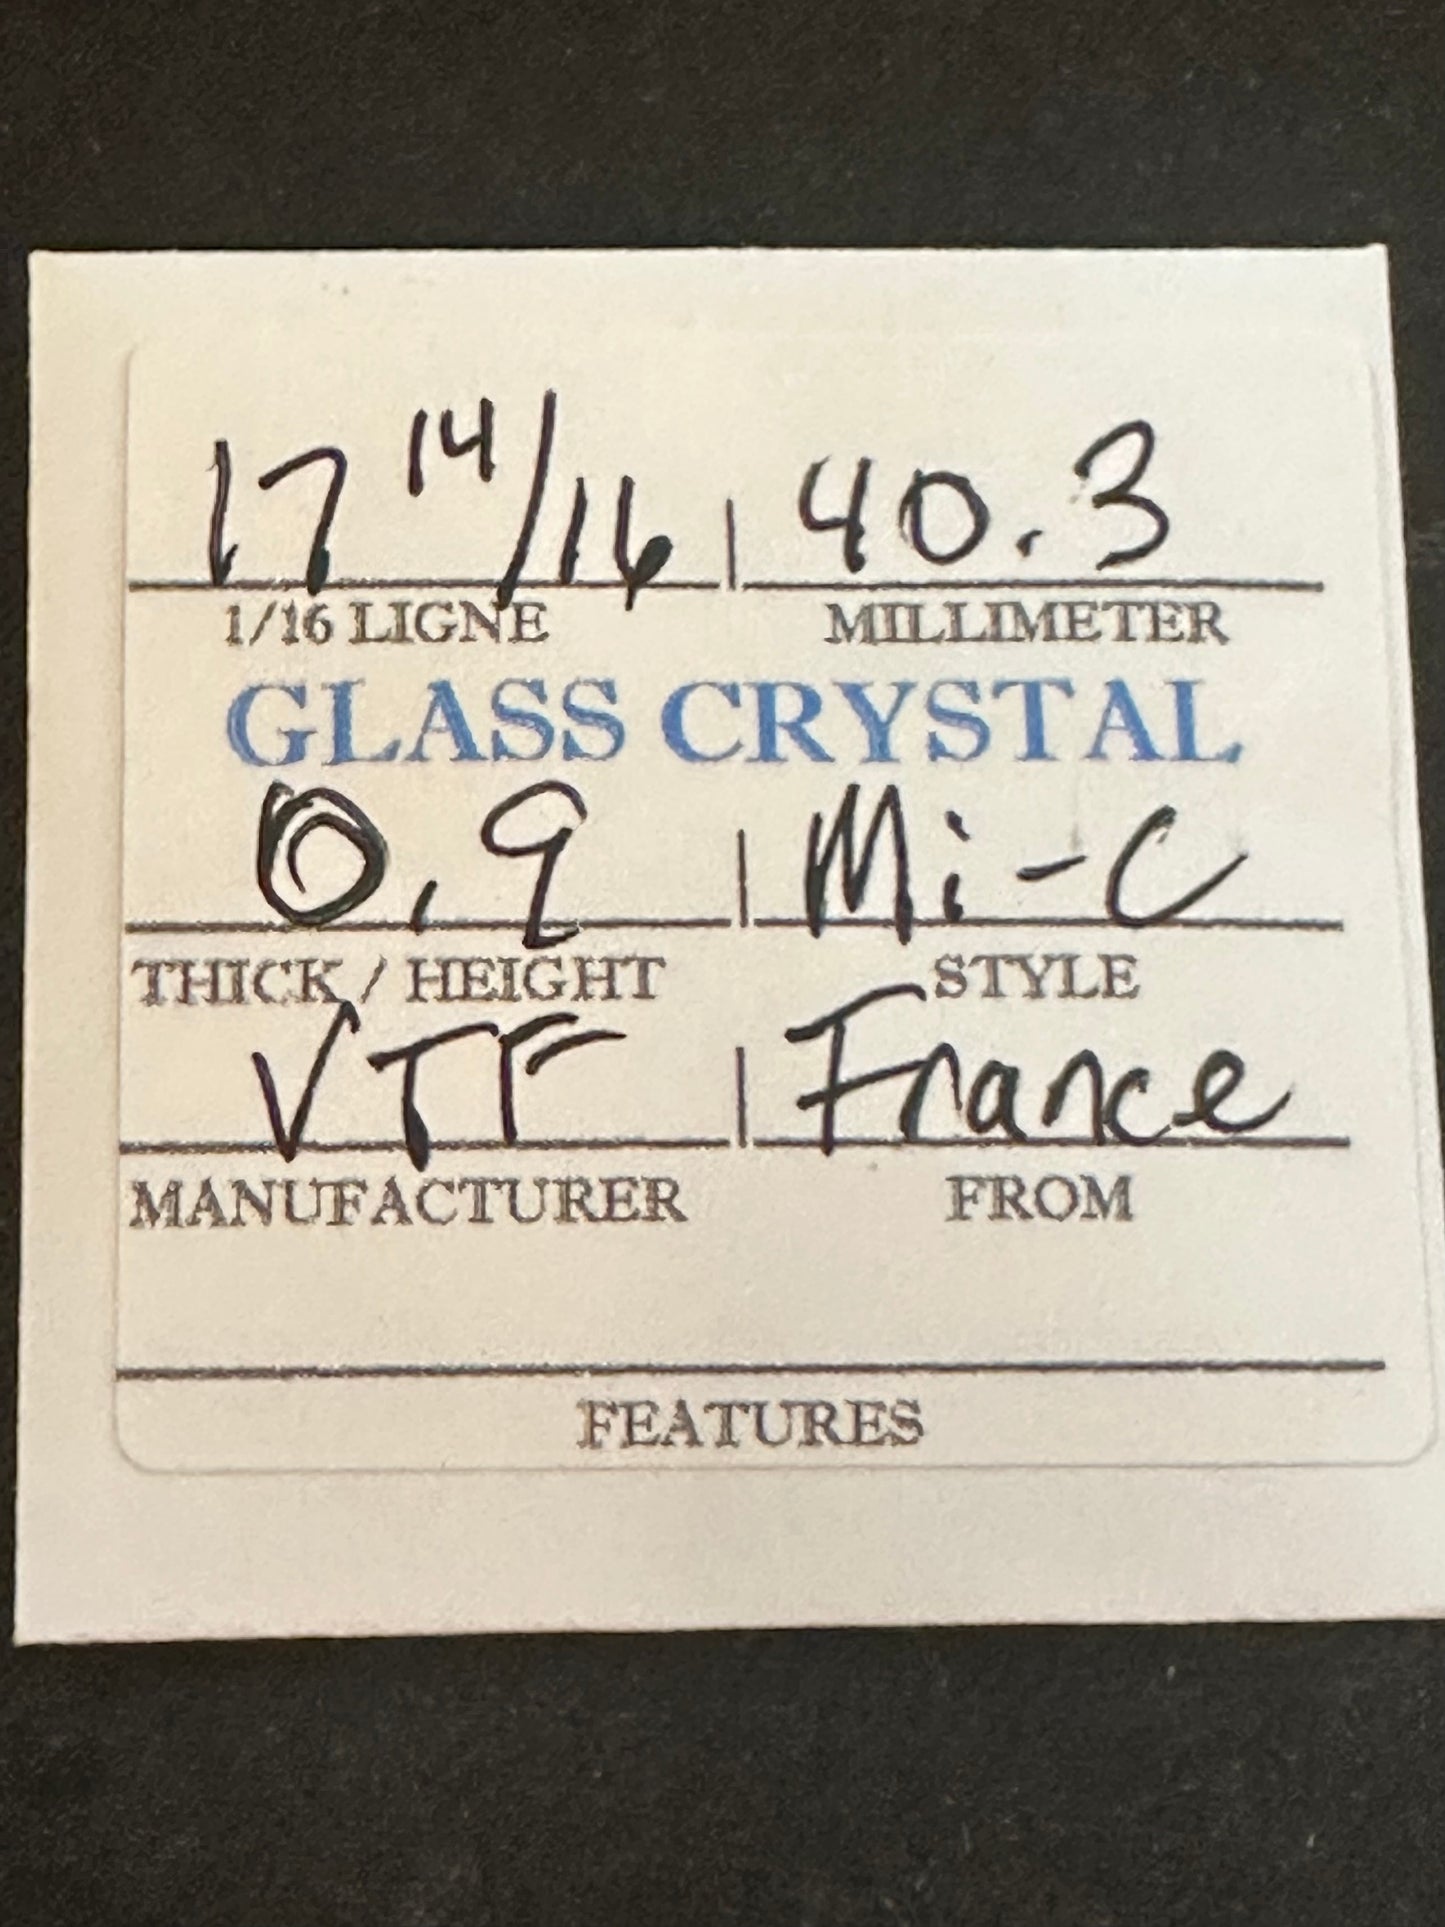 17 14/16 | 40.3
1/16 LIGNE MILLIMETER
GLASS CRYSTAL
0.9 | Mi-C
THICK / HEIGHT STYLE
VTF | France
MANUFACTURER FROM
FEATURES